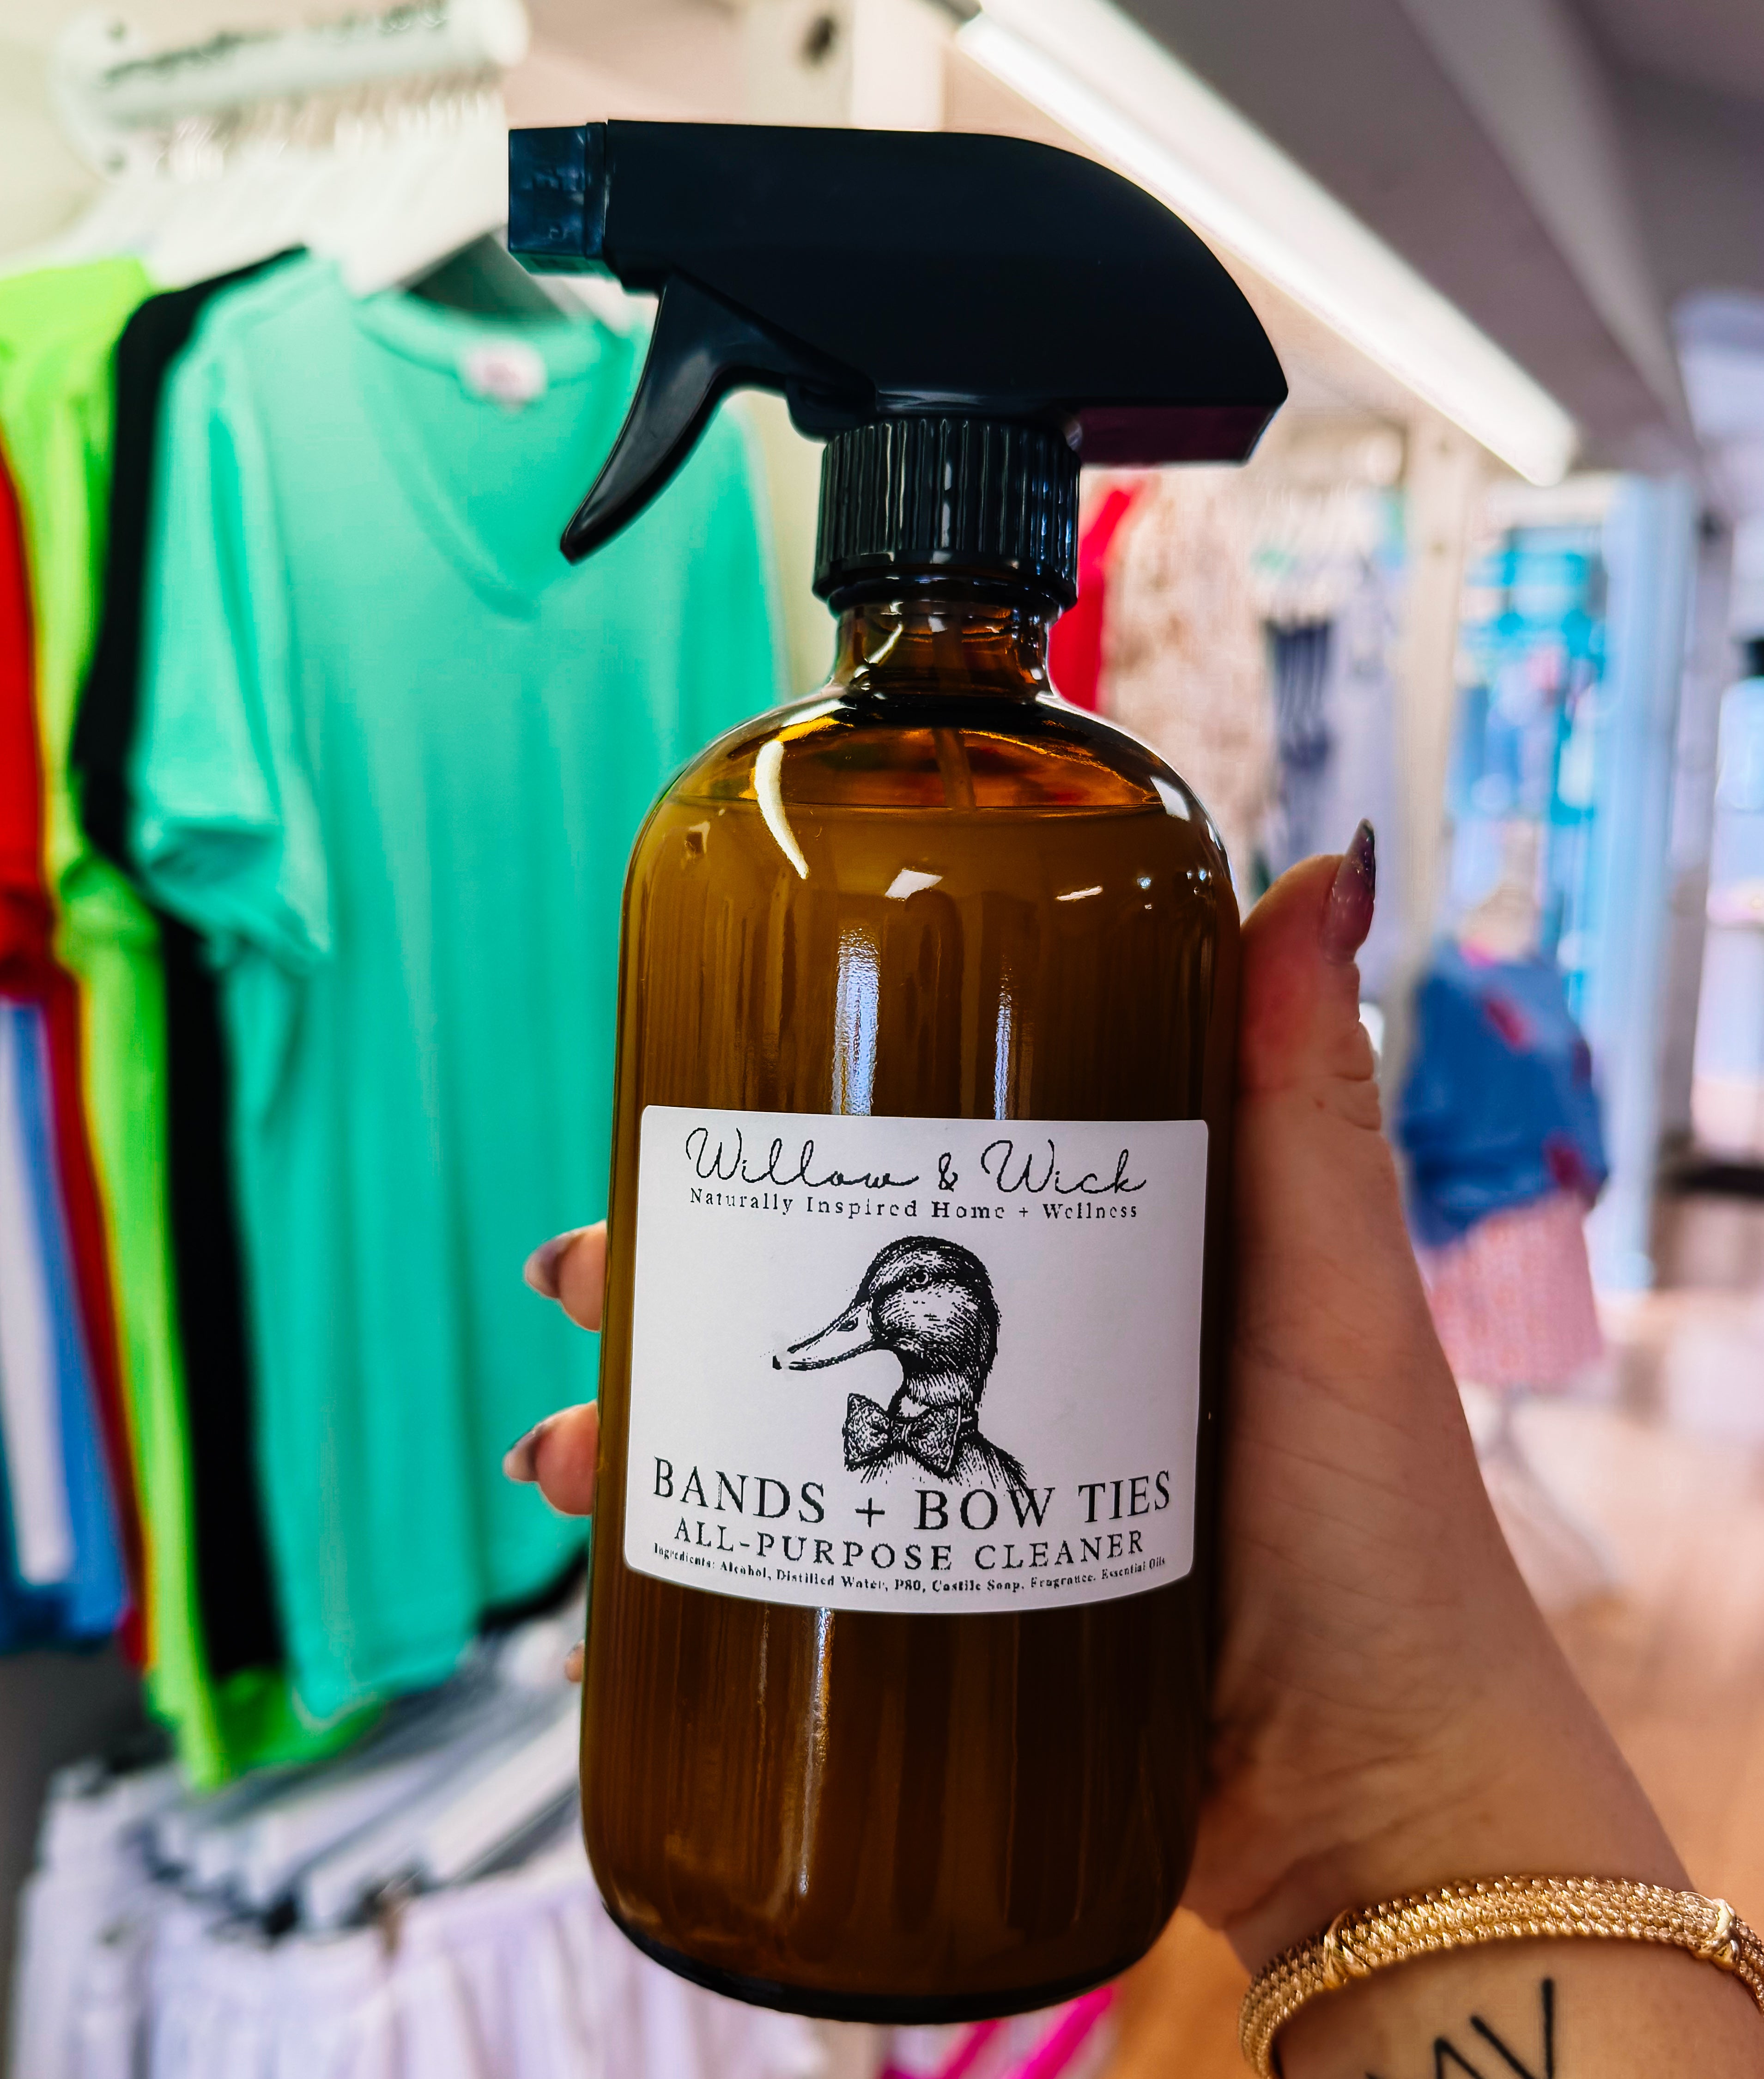 Willow & Wick
Naturally Inspired Home + Wellness
BANDS + BOW TIES
ALL-PURPOSE CLEANER
Ingredients: Alcohol, Distilled Water, P80, Castile Soap, Fragrance, Essential Oils